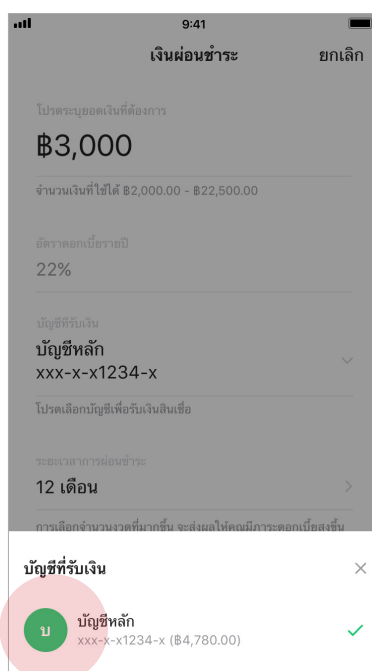 9:41
เงินผ่อนชำระ ยกเลิก
โปรดระบุยอดเงินที่ต้องการ
฿3,000
จำนวนเงินที่ใช้ได้ ฿2,000.00 - ฿22,500.00
อัตราดอกเบี้ยรายปี
22%
บัญชีที่รับเงิน
บัญชีหลัก
xxx-x-x1234-x
โปรดเลือกบัญชีเพื่อรับเงินสินเชื่อ
ระยะเวลาการผ่อนชำระ
12 เดือน
การเลือกจำนวนงวดที่มากขึ้น จะส่งผลให้คุณมีภาระดอกเบี้ยสูงขึ้น
บัญชีที่รับเงิน
บ
บัญชีหลัก
xxx-x-x1234-x (฿4,780.00)